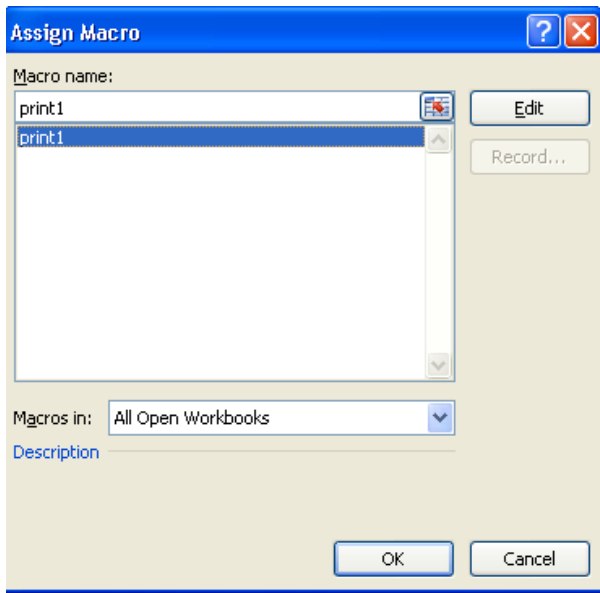 Assign Macro
Macro name:
print1
Edit
print1
Record...
Macros in: All Open Workbooks
Description
OK Cancel